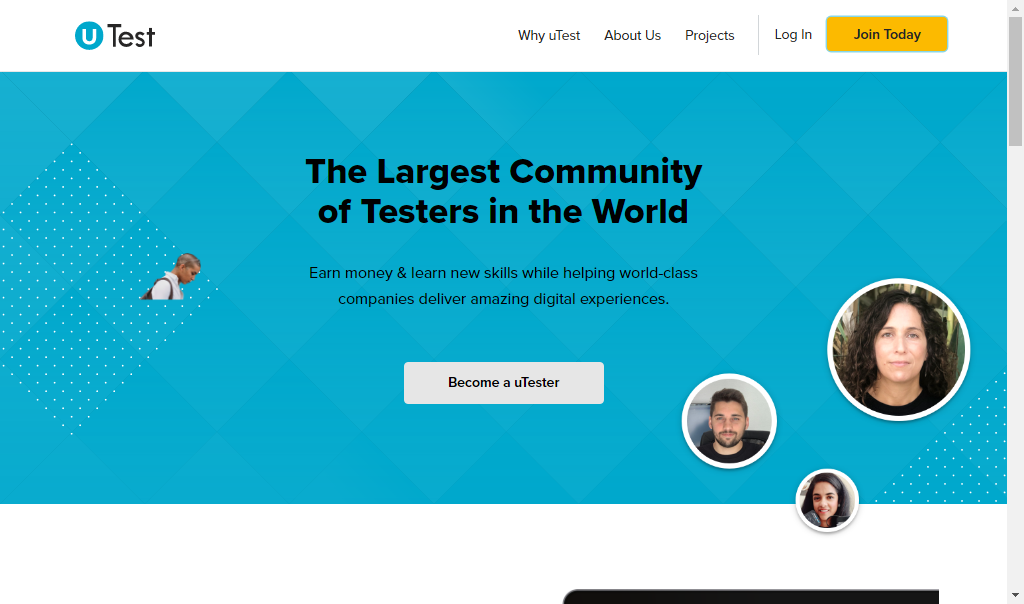 uTest
Why uTest
About Us
Projects
Log In
Join Today
The Largest Community
of Testers in the World
Earn money & learn new skills while helping world-class
companies deliver amazing digital experiences.
Become a uTester